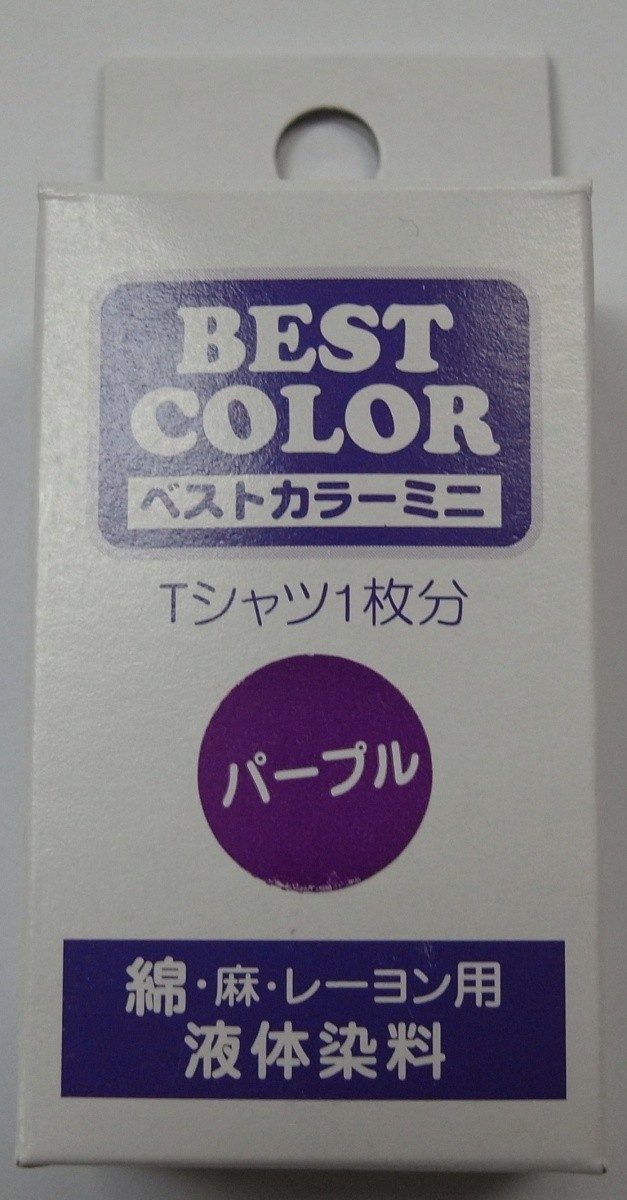 BEST
COLOR
ベストカラーミニ
Tシャツ1枚分
パープル
綿・麻・レーヨン用
液体染料